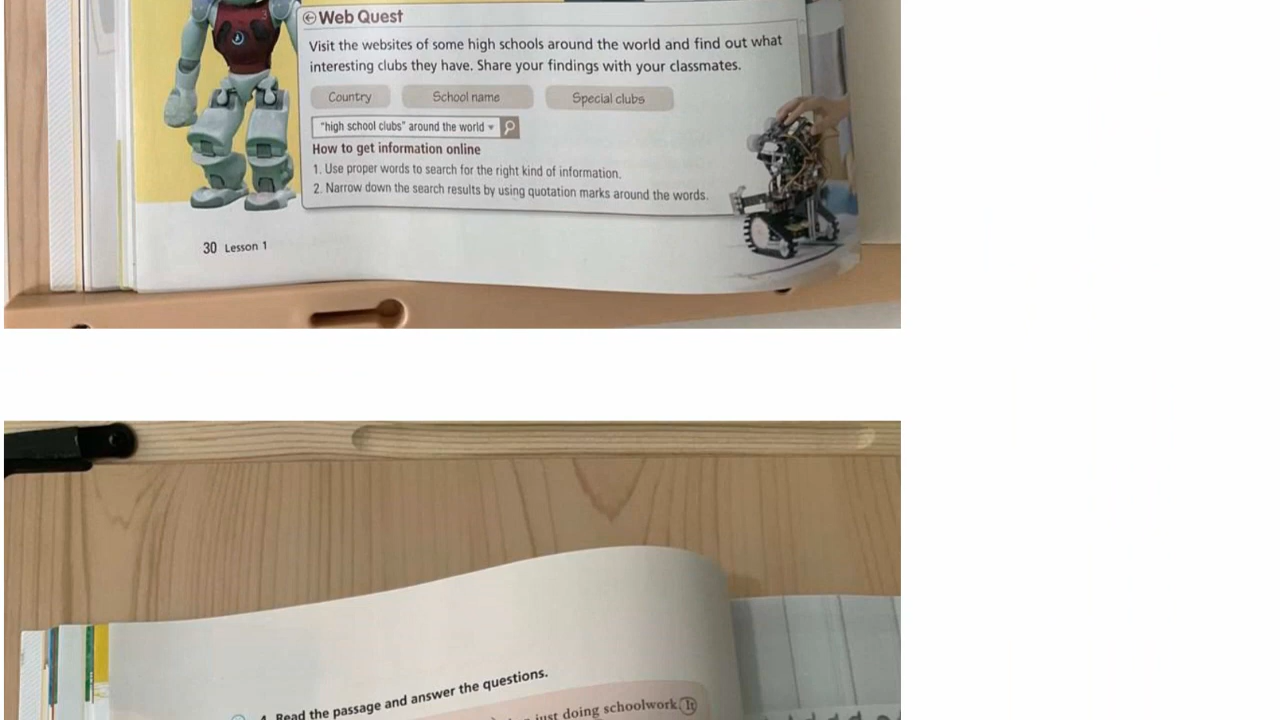 Web Quest
Visit the websites of some high schools around the world and find out what
interesting clubs they have. Share your findings with your classmates.
Country School name Special clubs
"high school clubs" around the world
How to get information online
1. Use proper words to search for the right kind of information.
2. Narrow down the search results by using quotation marks around the words.
30 Lesson 1
Read the passage and answer the questions.
just doing schoolwork. It